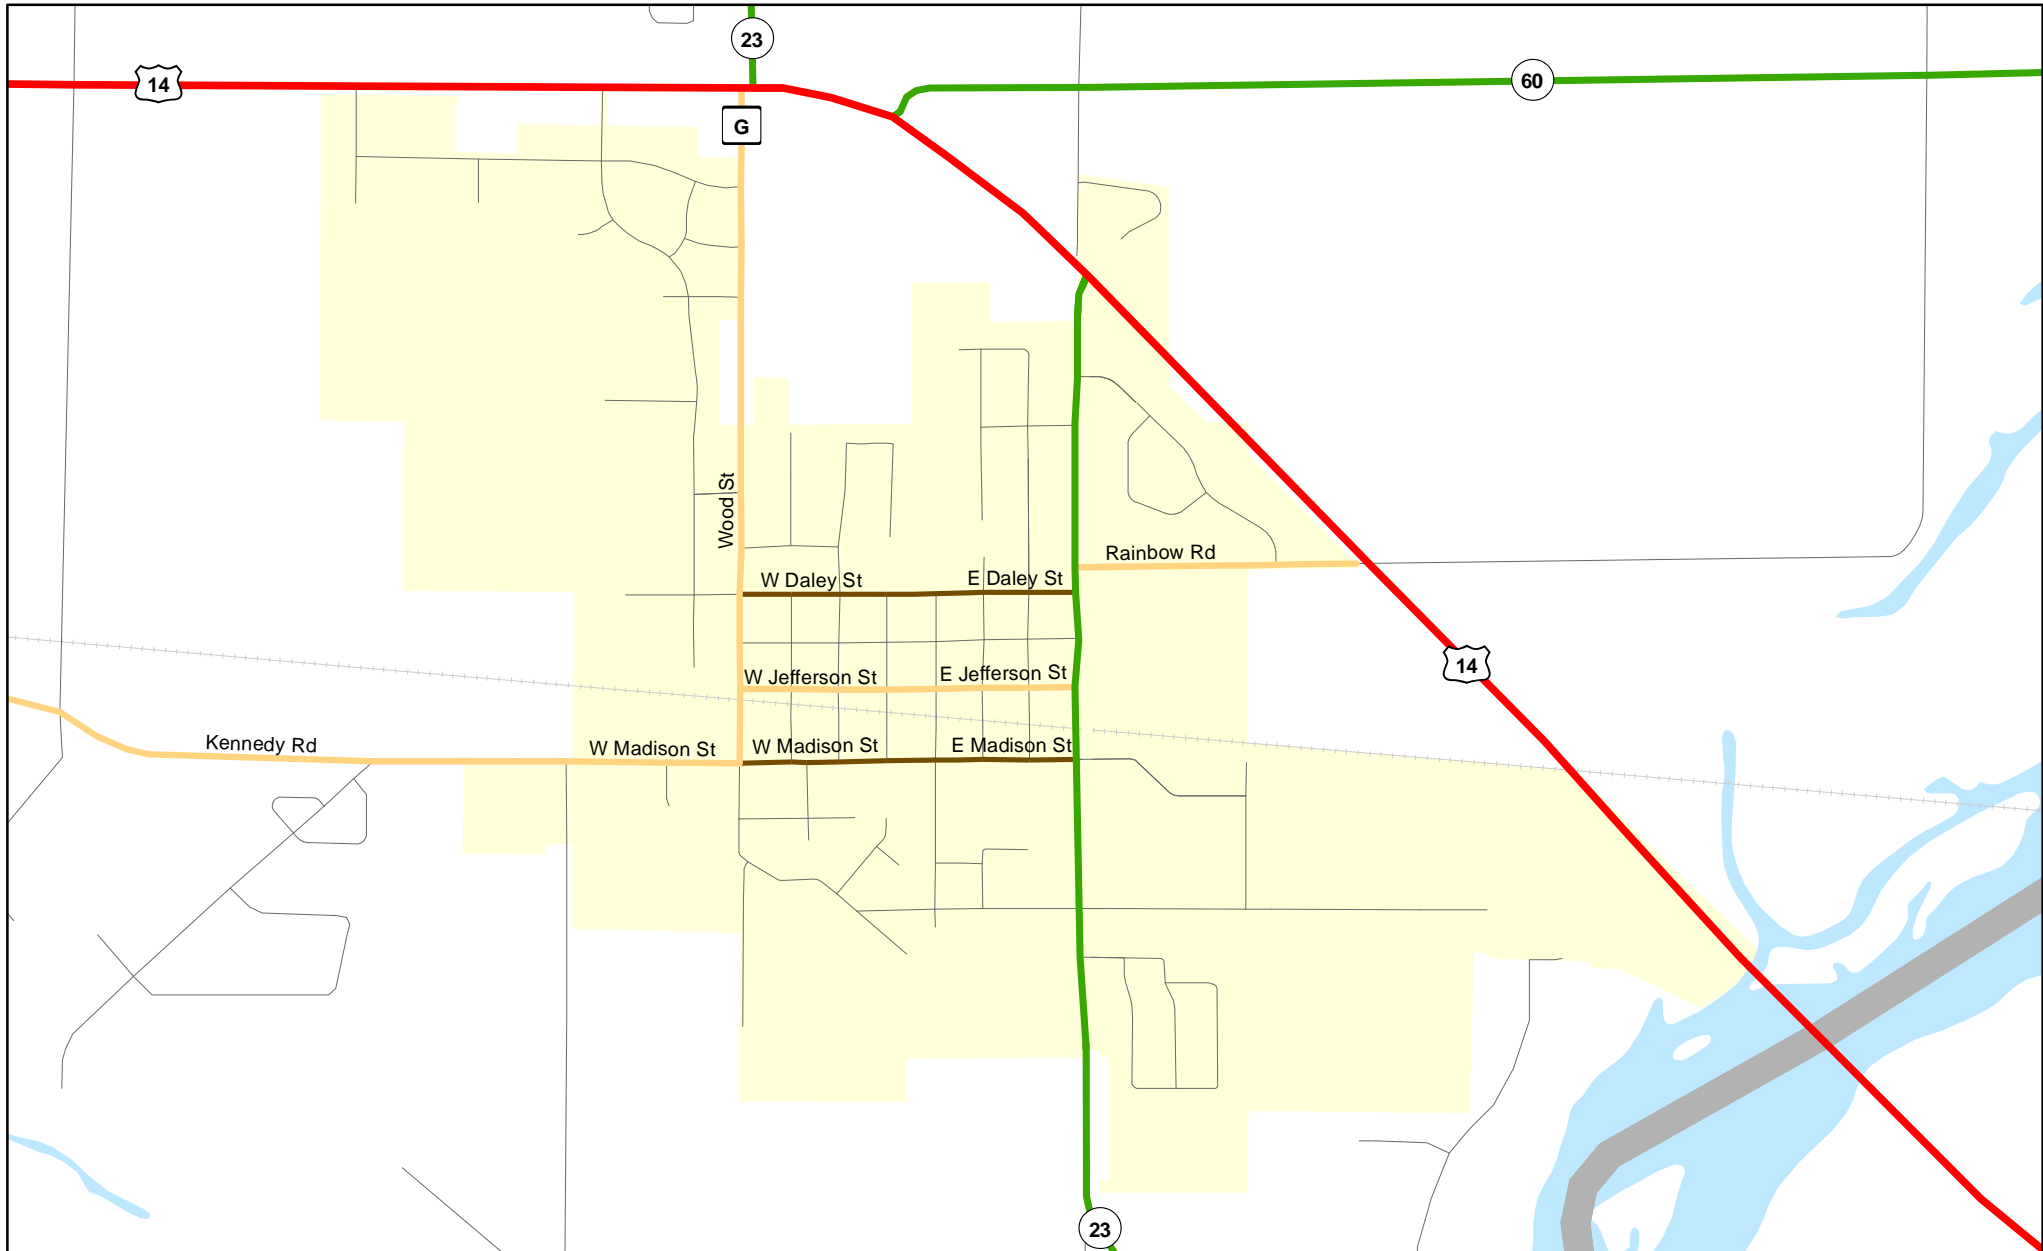 23
14
60
G
Wood St
Rainbow Rd
W Daley St
E Daley St
W Jefferson St
E Jefferson St
14
Kennedy Rd
W Madison St
W Madison St
E Madison St
23